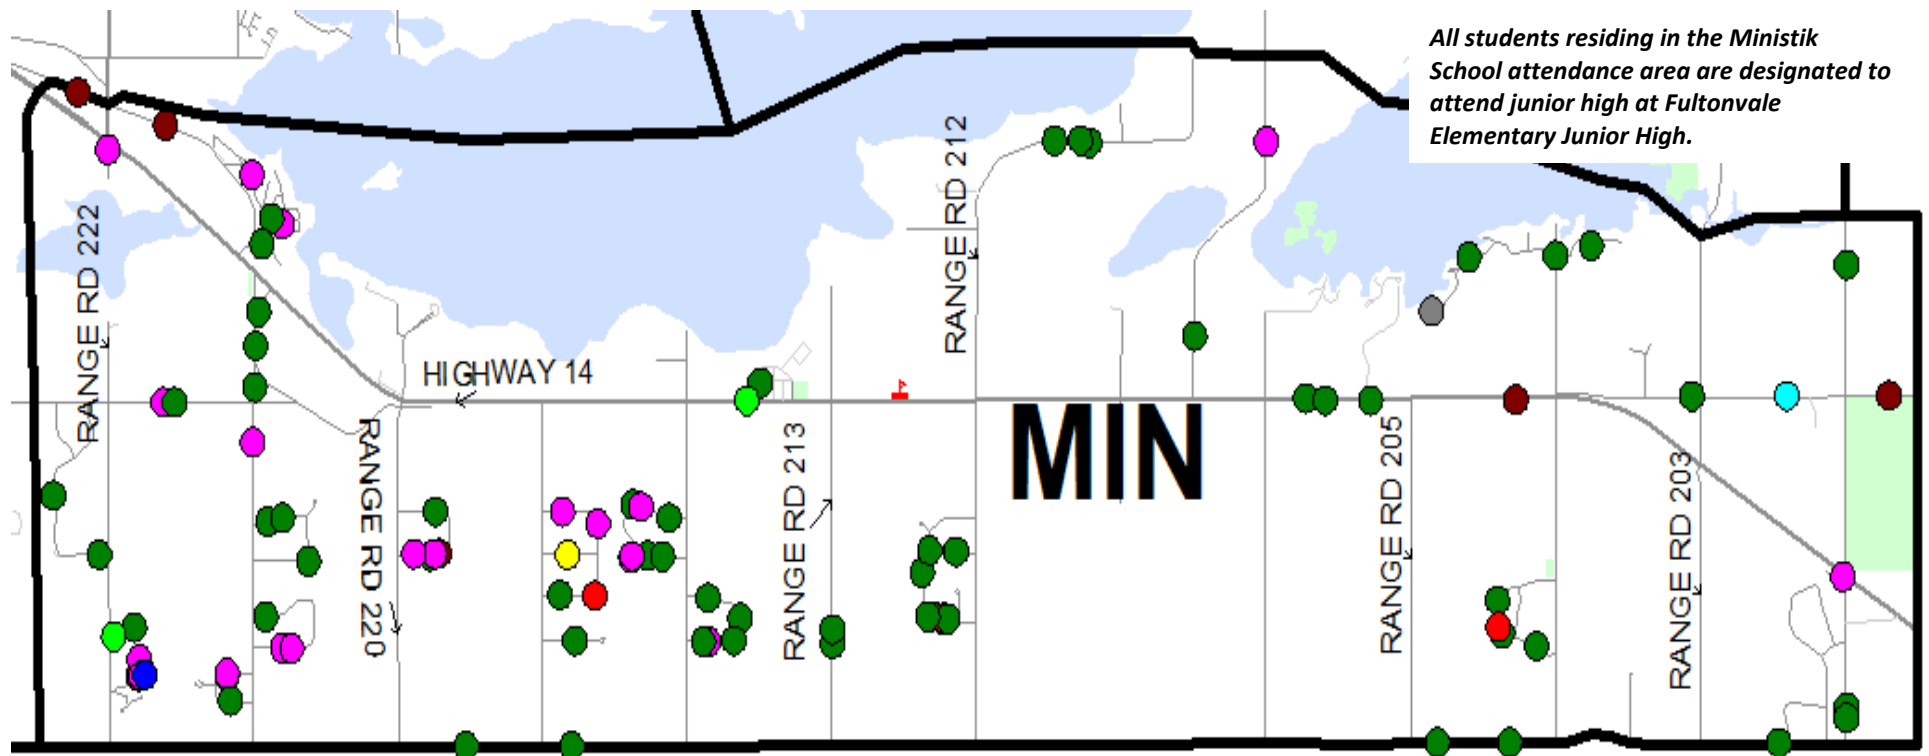 LES
All students residing in the Ministik
School attendance area are designated to
attend junior high at Fultonvale
Elementary Junior High.
RANGE RD 222
RANGE RD 212
HIGHWAY 14
RANGE RD 220
RANGE RD 213
MIN
RANGE RD 205
RANGE RD 203